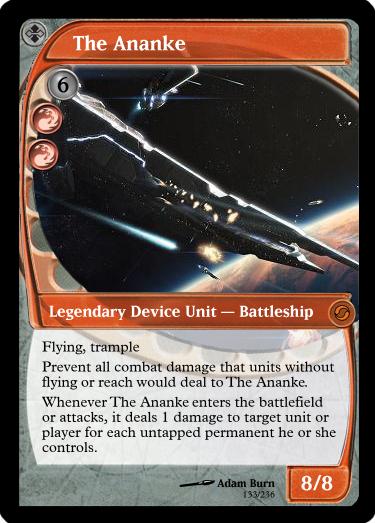 The Ananke
6
Legendary Device Unit — Battleship
Flying, trample
Prevent all combat damage that units without
flying or reach would deal to The Ananke.
Whenever The Ananke enters the battlefield
or attacks, it deals 1 damage to target unit or
player for each untapped permanent he or she
controls.
Adam Burn
133/236
8/8